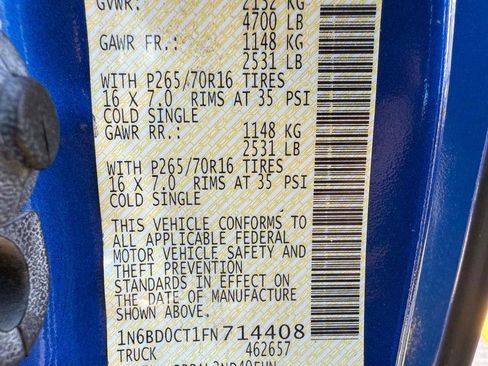 GVWR: 2132 KG
4700 LB
GAWR FR.: 1148 KG
2531 LB
WITH P265/70R16 TIRES
16 X 7.0 RIMS AT 35 PSI
COLD SINGLE
GAWR RR.: 1148 KG
2531 LB
WITH P265/70R16 TIRES
16 X 7.0 RIMS AT 35 PSI
COLD SINGLE
THIS VEHICLE CONFORMS TO
ALL APPLICABLE FEDERAL
MOTOR VEHICLE SAFETY AND
THEFT PREVENTION
STANDARDS IN EFFECT ON
THE DATE OF MANUFACTURE
SHOWN ABOVE.
1N6BD0CT1FN714408
TRUCK 462657